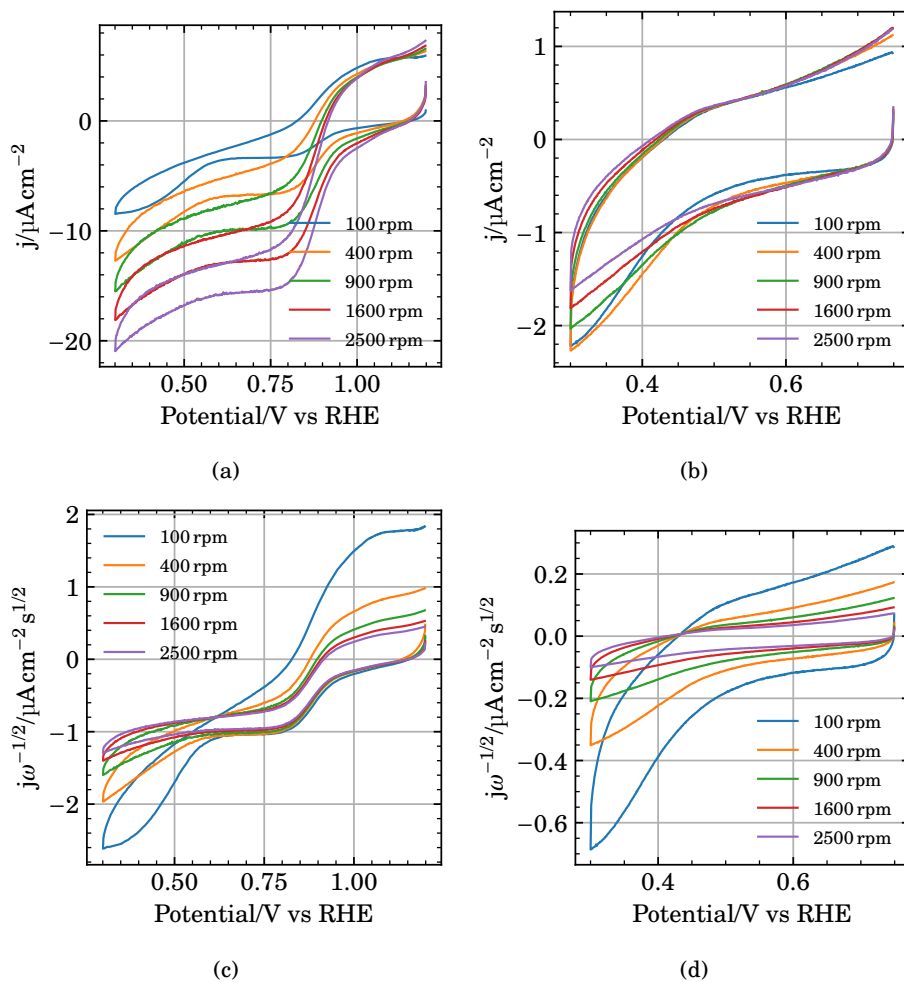 j/µA cm⁻²
0
−10
−20
0.50 0.75 1.00
100 rpm
400 rpm
900 rpm
1600 rpm
2500 rpm
Potential/V vs RHE
(a)
j/µA cm⁻²
1
0
−1
−2
0.4 0.6
100 rpm
400 rpm
900 rpm
1600 rpm
2500 rpm
Potential/V vs RHE
(b)
jω⁻¹/²/µA cm⁻² s¹/²
2
1
0
−1
−2
0.50 0.75 1.00
100 rpm
400 rpm
900 rpm
1600 rpm
2500 rpm
Potential/V vs RHE
(c)
jω⁻¹/²/µA cm⁻² s¹/²
0.2
0.0
−0.2
−0.4
−0.6
0.4 0.6
100 rpm
400 rpm
900 rpm
1600 rpm
2500 rpm
Potential/V vs RHE
(d)